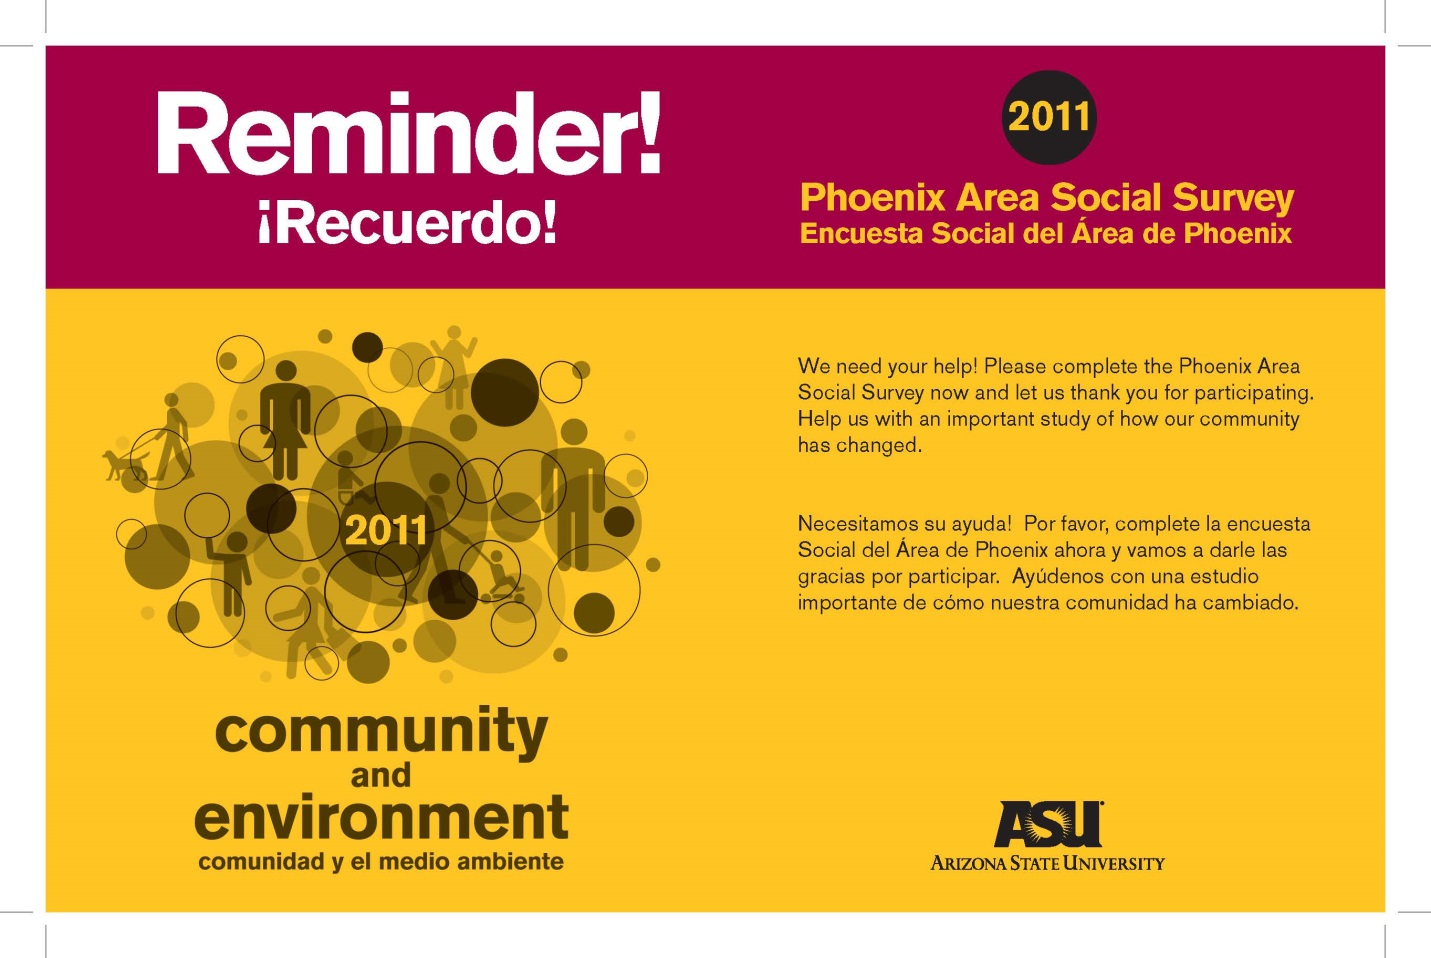 Reminder!
¡Recuerdo!
2011
Phoenix Area Social Survey
Encuesta Social del Área de Phoenix
2011
community
and
environment
comunidad y el medio ambiente
We need your help! Please complete the Phoenix Area
Social Survey now and let us thank you for participating.
Help us with an important study of how our community
has changed.
Necesitamos su ayuda!  Por favor, complete la encuesta
Social del Área de Phoenix ahora y vamos a darle las
gracias por participar.  Ayúdenos con una estudio
importante de cómo nuestra comunidad ha cambiado.
ASU
Arizona State University